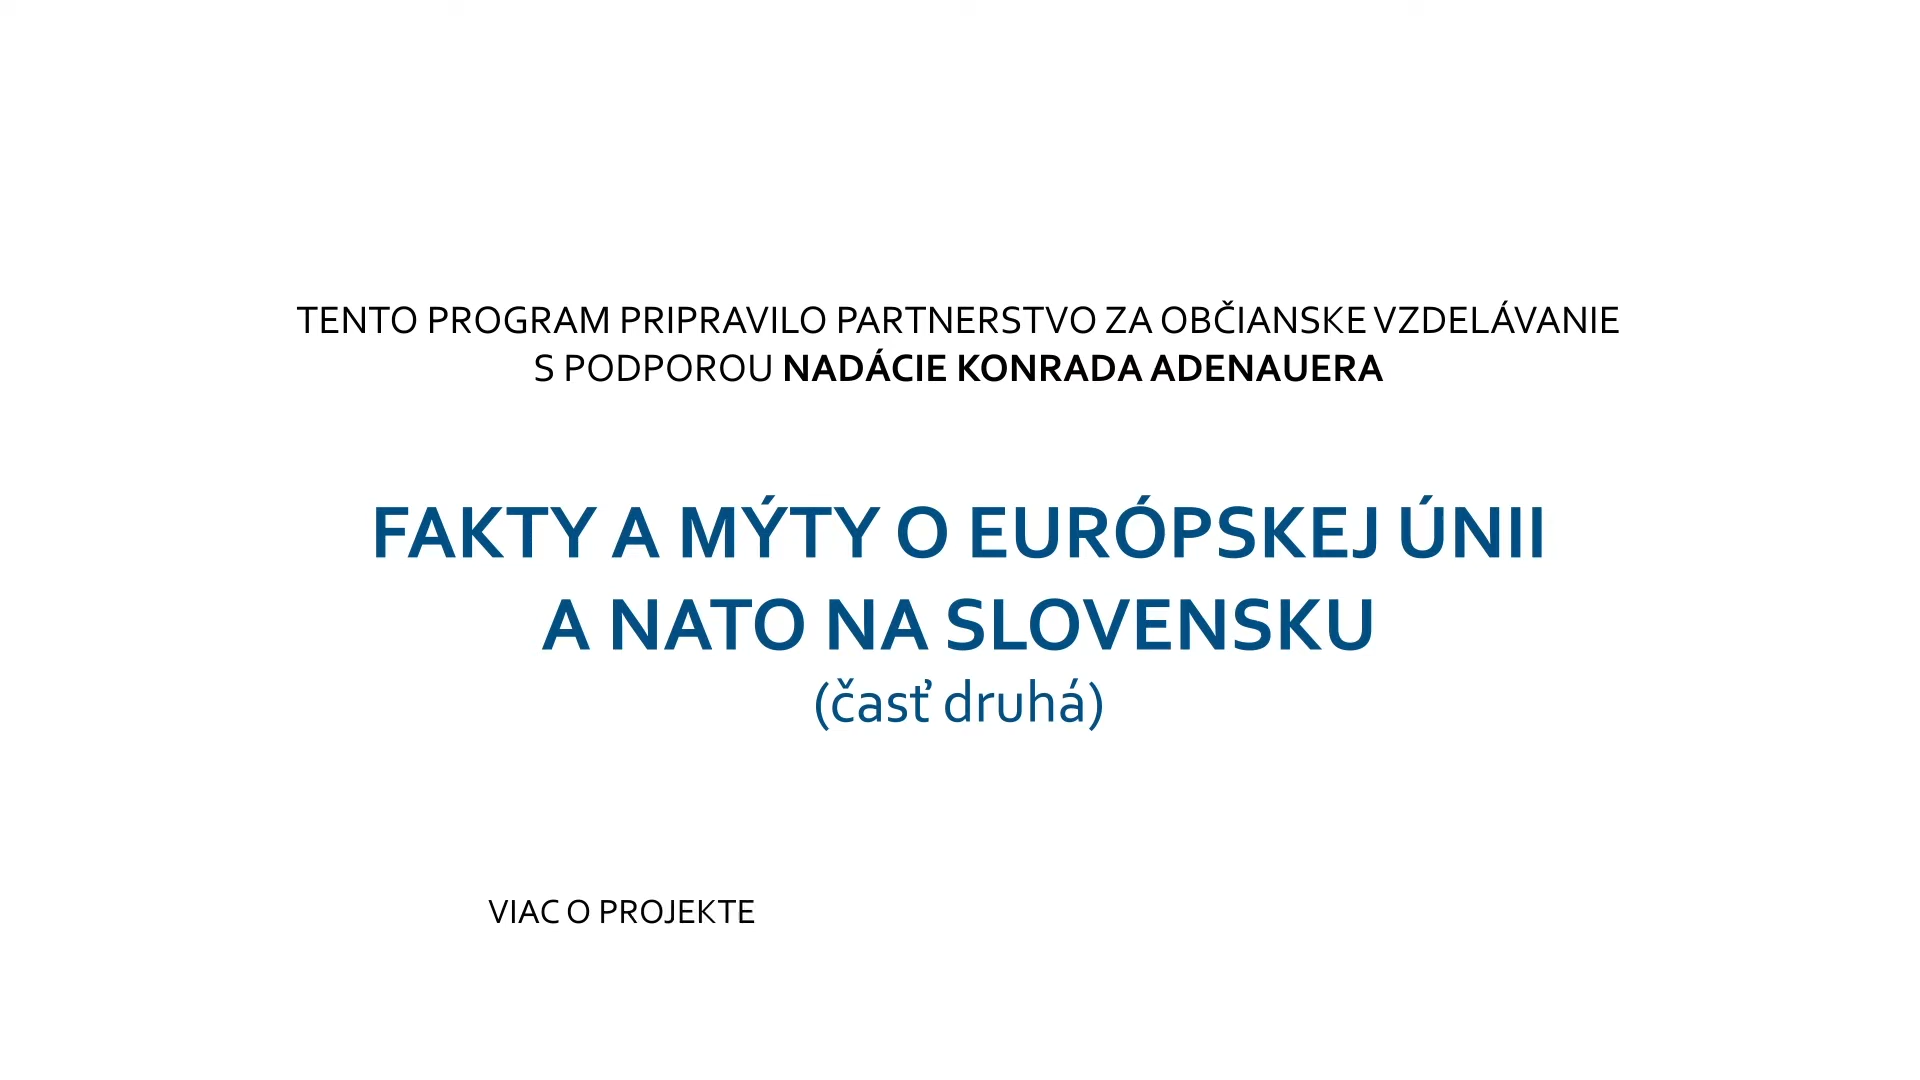 TENTO PROGRAM PRIPRAVILO PARTNERSTVO ZA OBČIANSKE VZDELÁVANIE
S PODPOROU NADÁCIE KONRADA ADENAUERA
FAKTY A MÝTY O EURÓPSKEJ ÚNII
A NATO NA SLOVENSKU
(časť druhá)
VIAC O PROJEKTE